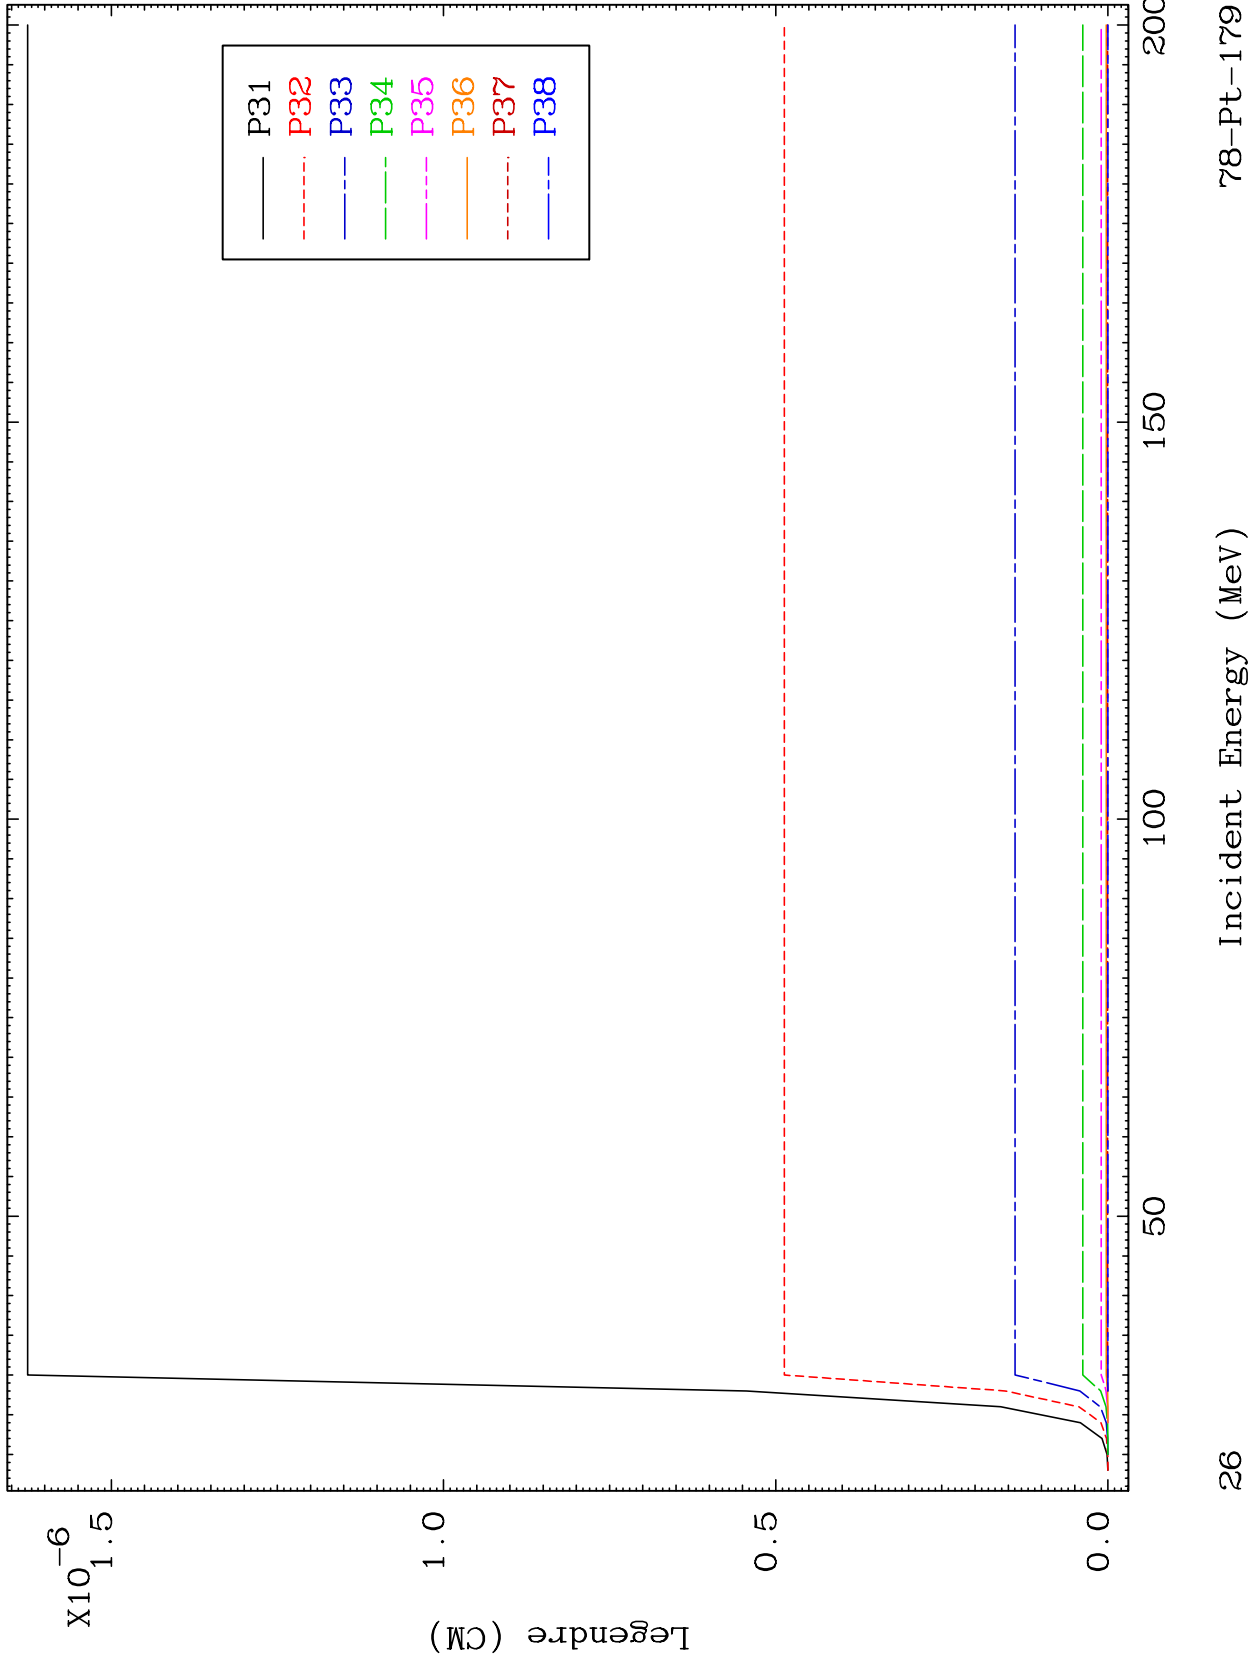 X10-6
1.5
1.0
0.5
0.0
Legendre (CM)
P31
P32
P33
P34
P35
P36
P37
P38
50
100
150
200
Incident Energy (MeV)
26
78-Pt-179